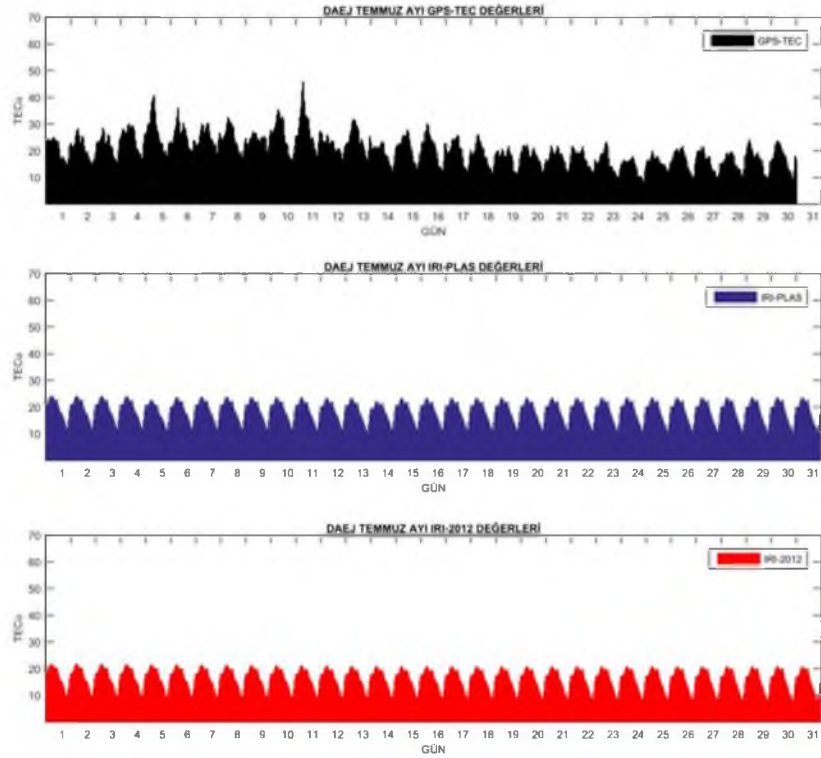 DAEJ TEMMUZ AYI GPS-TEC DEĞERLERİ
70
60
50
40
30
20
10
TECu
GPS-TEC
1 2 3 4 5 6 7 8 9 10 11 12 13 14 15 16 17 18 19 20 21 22 23 24 25 26 27 28 29 30 31
GÜN
DAEJ TEMMUZ AYI IRI-PLAS DEĞERLERİ
70
60
50
40
30
20
10
TECu
IRI-PLAS
1 2 3 4 5 6 7 8 9 10 11 12 13 14 15 16 17 18 19 20 21 22 23 24 25 26 27 28 29 30 31
GÜN
DAEJ TEMMUZ AYI IRI-2012 DEĞERLERİ
70
60
50
40
30
20
10
TECu
IRI-2012
1 2 3 4 5 6 7 8 9 10 11 12 13 14 15 16 17 18 19 20 21 22 23 24 25 26 27 28 29 30 31
GÜN